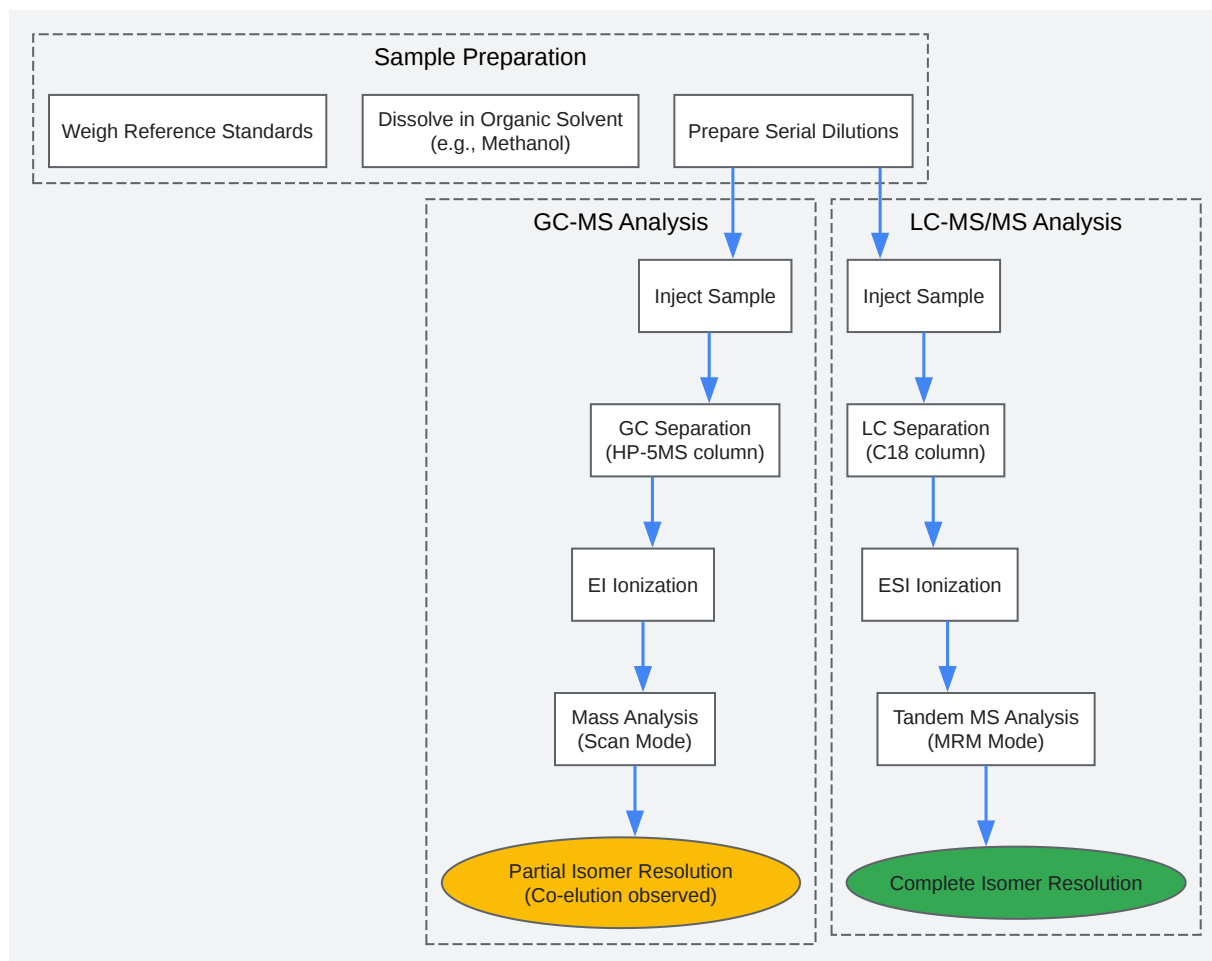 Sample Preparation
Weigh Reference Standards
Dissolve in Organic Solvent
(e.g., Methanol)
Prepare Serial Dilutions
GC-MS Analysis
Inject Sample
GC Separation
(HP-5MS column)
EI Ionization
Mass Analysis
(Scan Mode)
Partial Isomer Resolution
(Co-elution observed)
LC-MS/MS Analysis
Inject Sample
LC Separation
(C18 column)
ESI Ionization
Tandem MS Analysis
(MRM Mode)
Complete Isomer Resolution